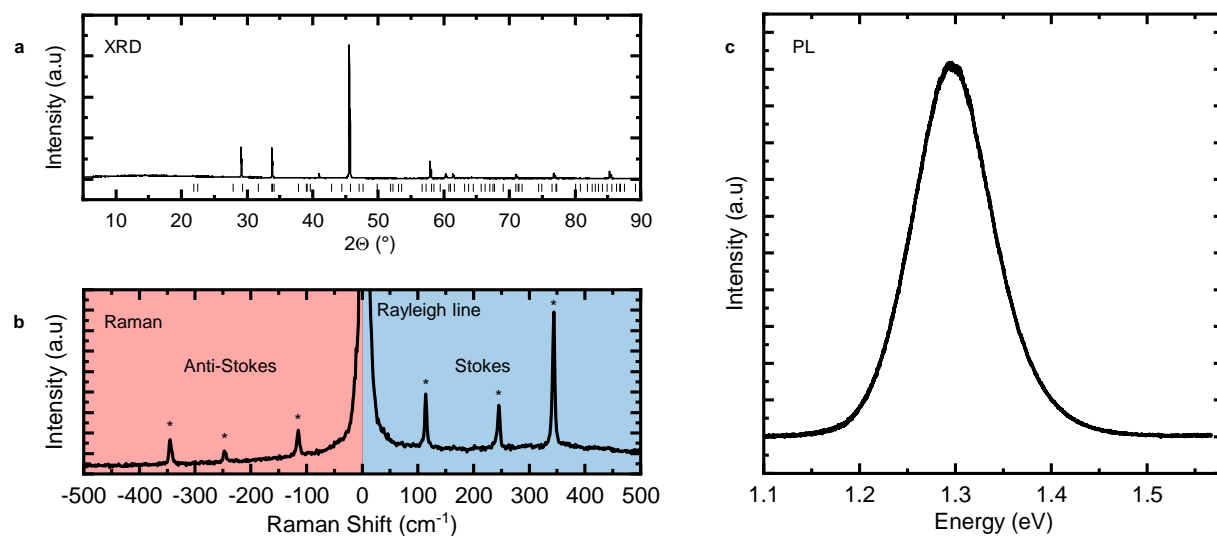 a
XRD
Intensity (a.u)
10 20 30 40 50 60 70 80 90
2Θ (°)
b
Raman
Rayleigh line
Anti-Stokes
Stokes
* * * * * *
Intensity (a.u)
-500 -400 -300 -200 -100 0 100 200 300 400 500
Raman Shift (cm⁻¹)
c
PL
Intensity (a.u)
1.1 1.2 1.3 1.4 1.5
Energy (eV)